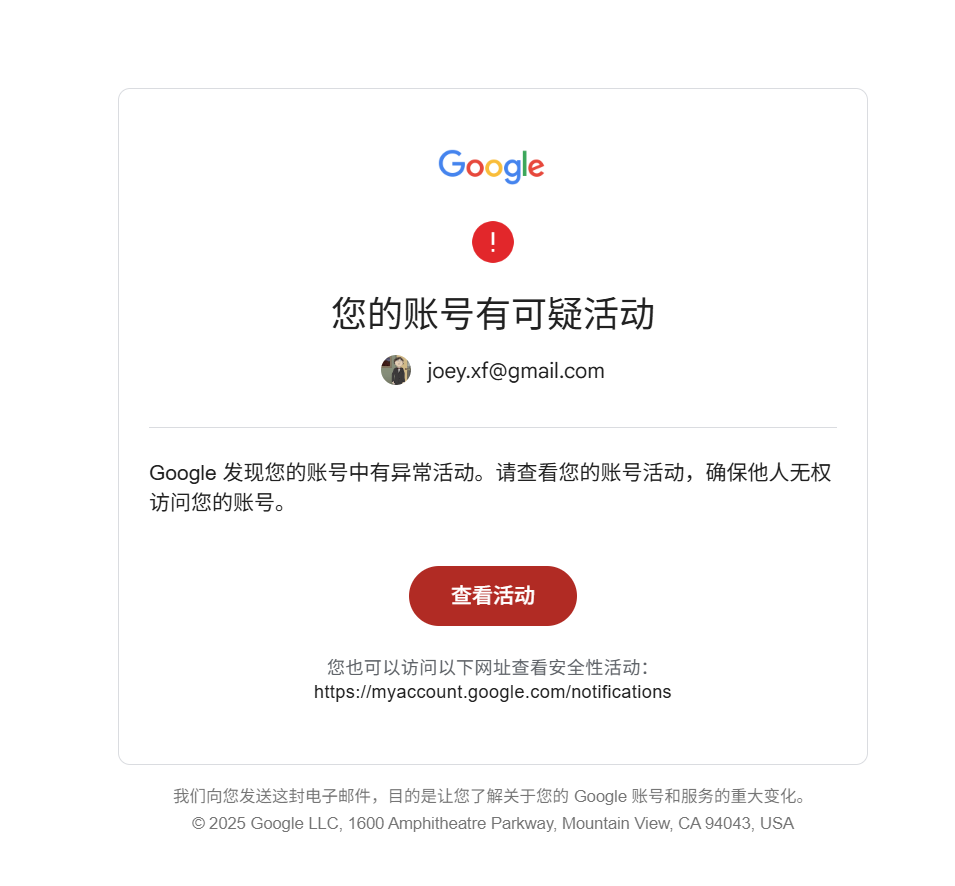 Google
!
您的账号有可疑活动
joey.xf@gmail.com
Google 发现您的账号中有异常活动。请查看您的账号活动，确保他人无权
访问您的账号。
查看活动
您也可以访问以下网址查看安全性活动：
https://myaccount.google.com/notifications
我们向您发送这封电子邮件，目的是让您了解关于您的 Google 账号和服务的重大变化。
© 2025 Google LLC, 1600 Amphitheatre Parkway, Mountain View, CA 94043, USA